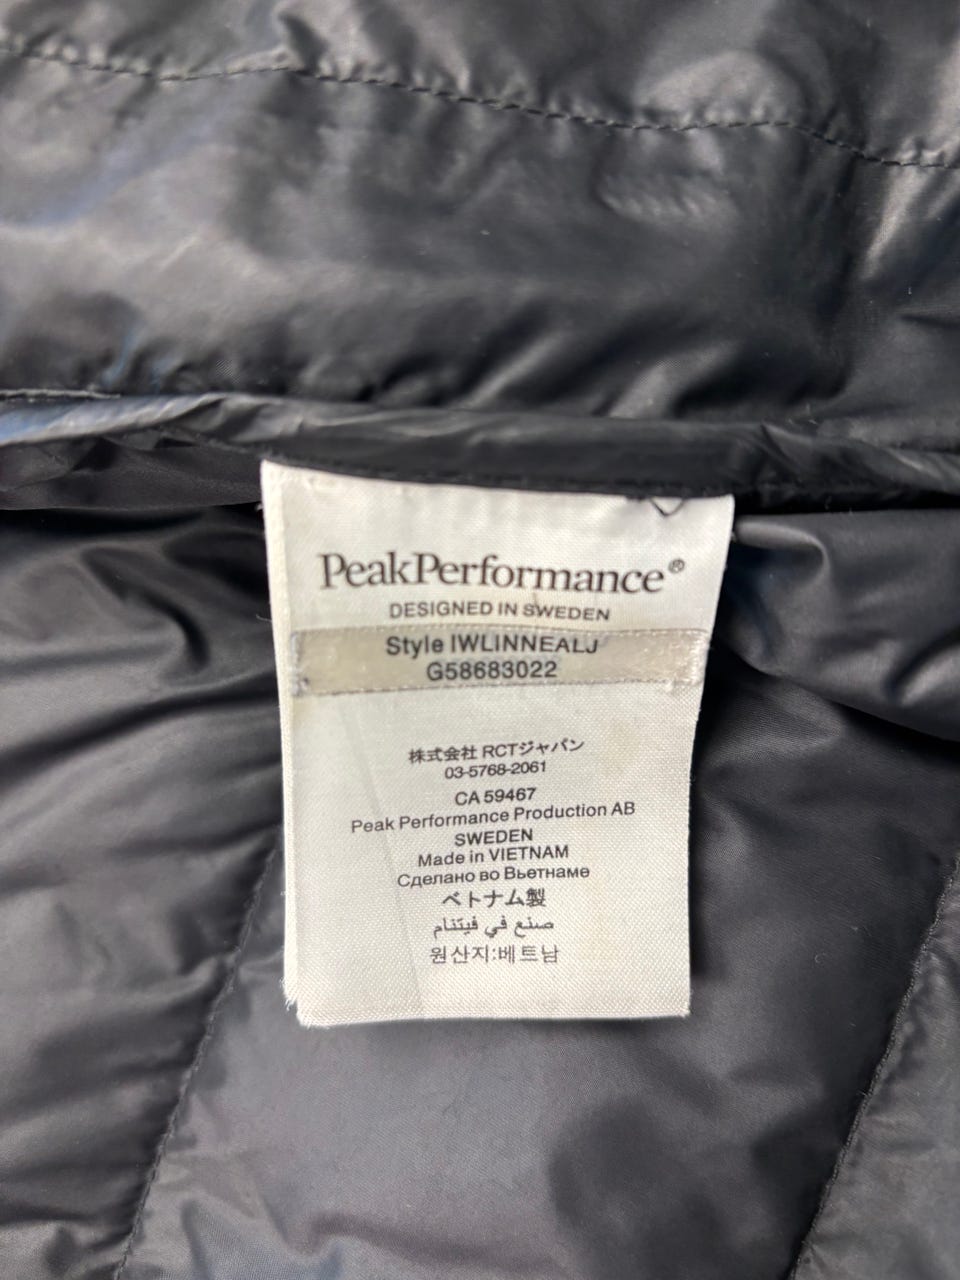 PeakPerformance®
DESIGNED IN SWEDEN
Style IWLINNEALJ
G58683022
株式会社 RCTジャパン
03-5768-2061
CA 59467
Peak Performance Production AB
SWEDEN
Made in VIETNAM
Сделано во Вьетнаме
ベトナム製
صنع في فيتنام
원산지:베트남